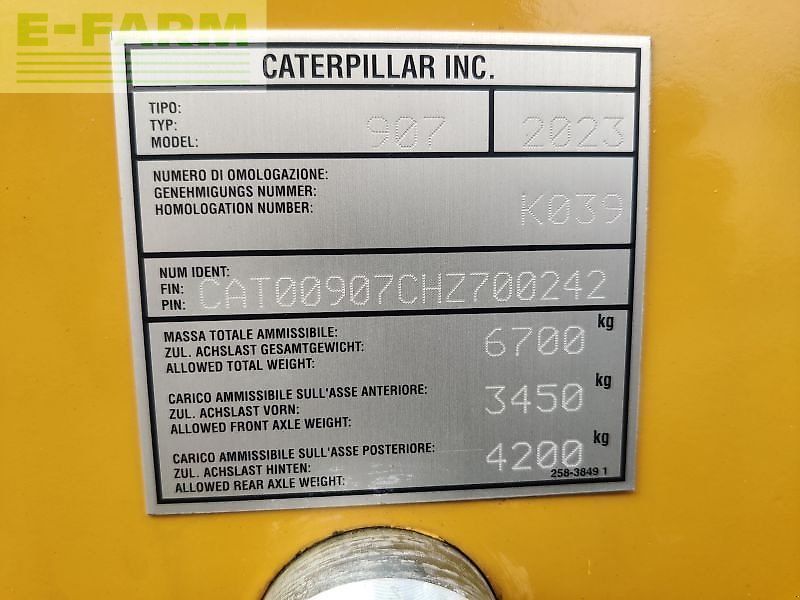 E-FARM
CATERPILLAR INC.
TIPO:
TYP:
MODEL: 907 2023
NUMERO DI OMOLOGAZIONE:
GENEHMIGUNGS NUMMER:
HOMOLOGATION NUMBER: K039
NUM IDENT:
FIN:
PIN: CAT00907CHZ700242
MASSA TOTALE AMMISSIBILE:
ZUL. ACHSLAST GESAMTGEWICHT: 6700 kg
ALLOWED TOTAL WEIGHT:
CARICO AMMISSIBILE SULL'ASSE ANTERIORE:
ZUL. ACHSLAST VORN: 3450 kg
ALLOWED FRONT AXLE WEIGHT:
CARICO AMMISSIBILE SULL'ASSE POSTERIORE:
ZUL. ACHSLAST HINTEN: 4200 kg
ALLOWED REAR AXLE WEIGHT:
258-3849 1